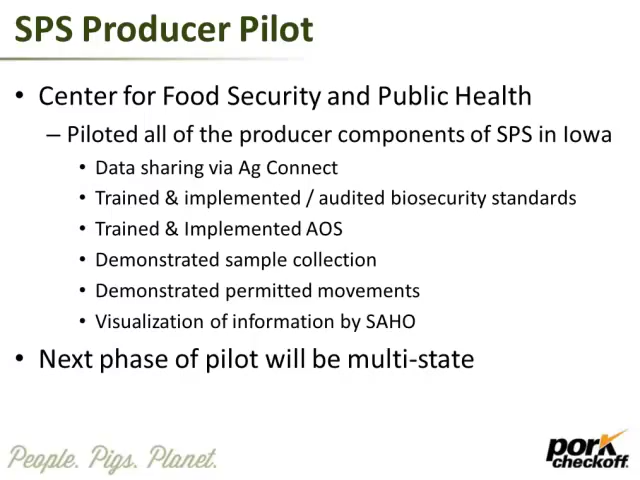 SPS Producer Pilot
• Center for Food Security and Public Health
– Piloted all of the producer components of SPS in Iowa
• Data sharing via Ag Connect
• Trained & implemented / audited biosecurity standards
• Trained & Implemented AOS
• Demonstrated sample collection
• Demonstrated permitted movements
• Visualization of information by SAHO
• Next phase of pilot will be multi-state
People. Pigs. Planet.
pork
checkoff.